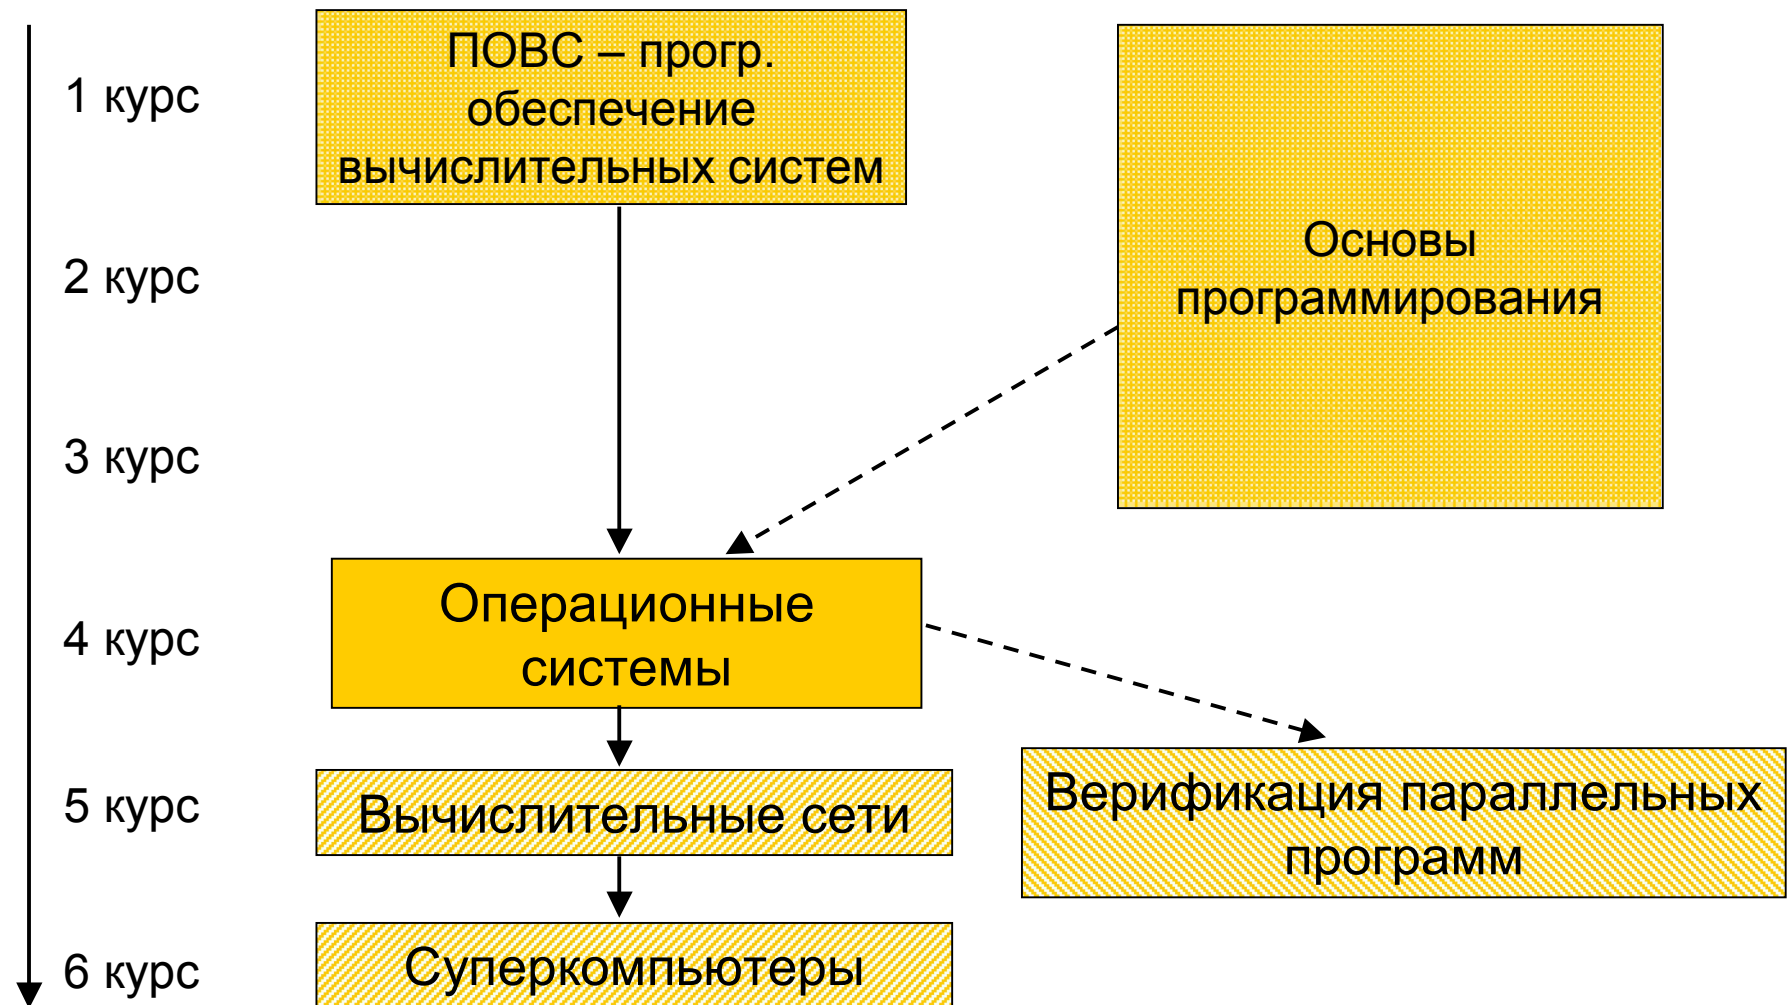 ПОВС – прогр.
обеспечение
вычислительных систем
1 курс
2 курс
Основы
программирования
3 курс
Операционные
системы
4 курс
5 курс
Вычислительные сети
Верификация параллельных
программ
6 курс
Суперкомпьютеры